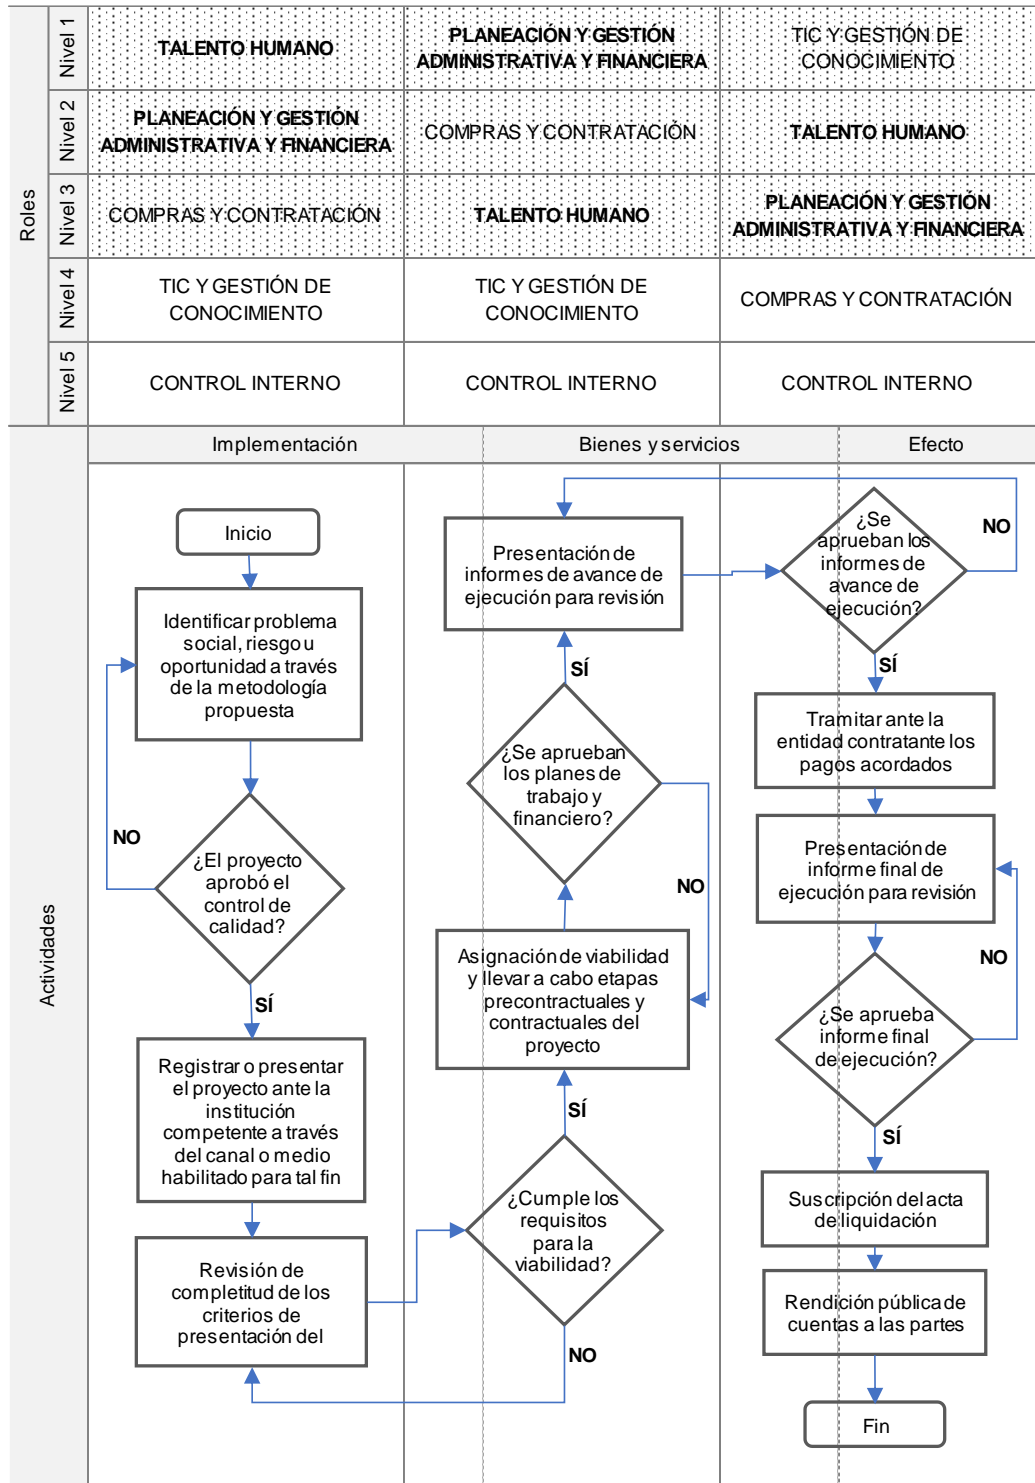 Roles
Nivel 1
TALENTO HUMANO
PLANEACIÓN Y GESTIÓN
ADMINISTRATIVA Y FINANCIERA
TIC Y GESTIÓN DE
CONOCIMIENTO
Nivel 2
PLANEACIÓN Y GESTIÓN
ADMINISTRATIVA Y FINANCIERA
COMPRAS Y CONTRATACIÓN
TALENTO HUMANO
Nivel 3
COMPRAS Y CONTRATACIÓN
TALENTO HUMANO
PLANEACIÓN Y GESTIÓN
ADMINISTRATIVA Y FINANCIERA
Nivel 4
TIC Y GESTIÓN DE
CONOCIMIENTO
TIC Y GESTIÓN DE
CONOCIMIENTO
COMPRAS Y CONTRATACIÓN
Nivel 5
CONTROL INTERNO
CONTROL INTERNO
CONTROL INTERNO
Actividades
Implementación
Bienes y servicios
Efecto
Inicio
Identificar problema
social, riesgo u
oportunidad a través
de la metodología
propuesta
NO
¿El proyecto
aprobó el
control de
calidad?
SÍ
Registrar o presentar
el proyecto ante la
institución
competente a través
del canal o medio
habilitado para tal fin
Revisión de
completitud de los
criterios de
presentación del
Presentación de
informes de avance de
ejecución para revisión
SÍ
¿Se aprueban
los planes de
trabajo y
financiero?
NO
Asignación de viabilidad
y llevar a cabo etapas
precontractuales y
contractuales del
proyecto
SÍ
¿Cumple los
requisitos
para la
viabilidad?
NO
¿Se
aprueban los
informes de
avance de
ejecución?
NO
SÍ
Tramitar ante la
entidad contratante los
pagos acordados
Presentación de
informe final de
ejecución para revisión
NO
¿Se aprueba
informe final
de ejecución?
SÍ
Suscripción del acta
de liquidación
Rendición pública de
cuentas a las partes
Fin